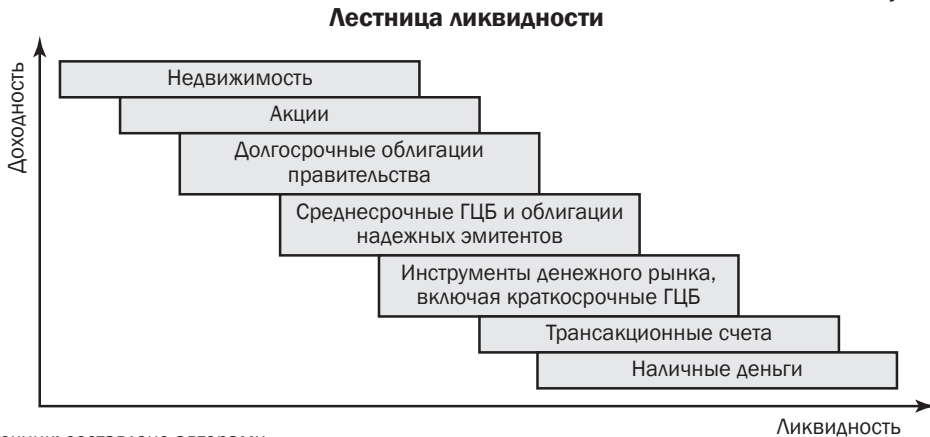 Лестница ликвидности
Доходность
Недвижимость
Акции
Долгосрочные облигации
правительства
Среднесрочные ГЦБ и облигации
надежных эмитентов
Инструменты денежного рынка,
включая краткосрочные ГЦБ
Трансакционные счета
Наличные деньги
Ликвидность